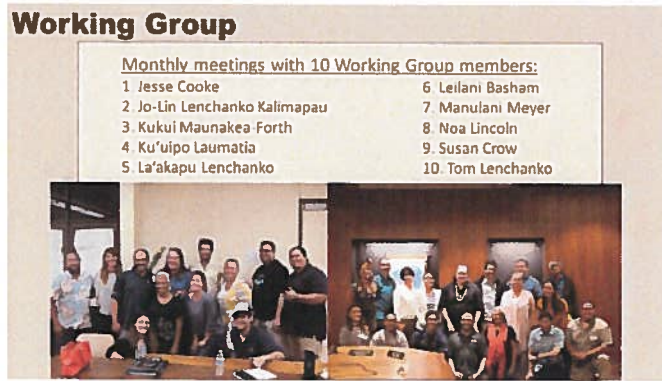 Working Group
Monthly meetings with 10 Working Group members:
1 Jesse Cooke
2. Jo-Lin Lenchanko Kalimapau
3. Kukui Maunakea-Forth
4. Ku'uipo Laumatia
5. La'akapu Lenchanko
6. Leilani Basham
7. Manulani Meyer
8. Noa Lincoln
9. Susan Crow
10. Tom Lenchanko